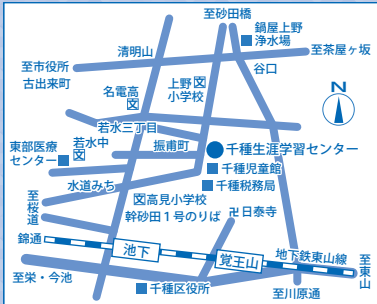 至砂田橋
鍋屋上野
浄水場
清明山
至茶屋ヶ坂
至市役所
古出来町
谷口
名電高
上野
小学校
N
若水三丁目
若水中
振甫町
千種生涯学習センター
東部医療
センター
千種児童館
千種税務署
水道みち
高見小学校
至桜道
幹砂田1号のりば
日泰寺
錦通
池下
覚王山
地下鉄東山線
至東山
至栄・今池
千種区役所
至川原通